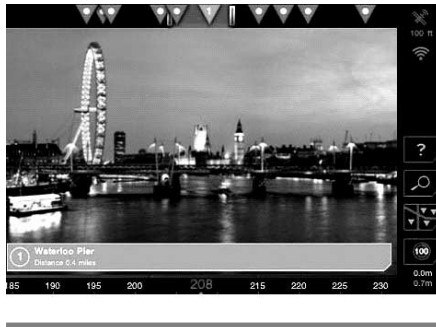 1
100 ft
?
1 Waterloo Pier
Distance 0.4 miles
100
0.0m
0.7m
185 190 195 200 208 215 220 225 230